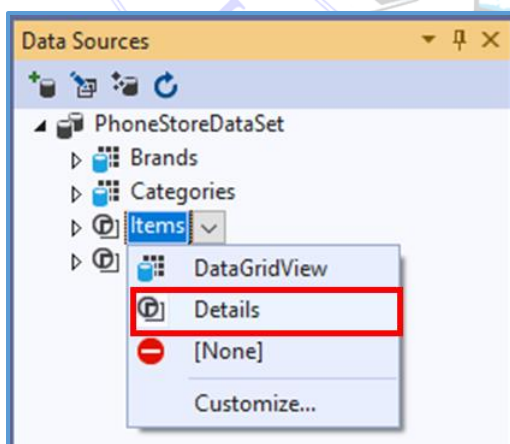 Data Sources
PhoneStoreDataSet
Brands
Categories
Items
DataGridView
Details
[None]
Customize...